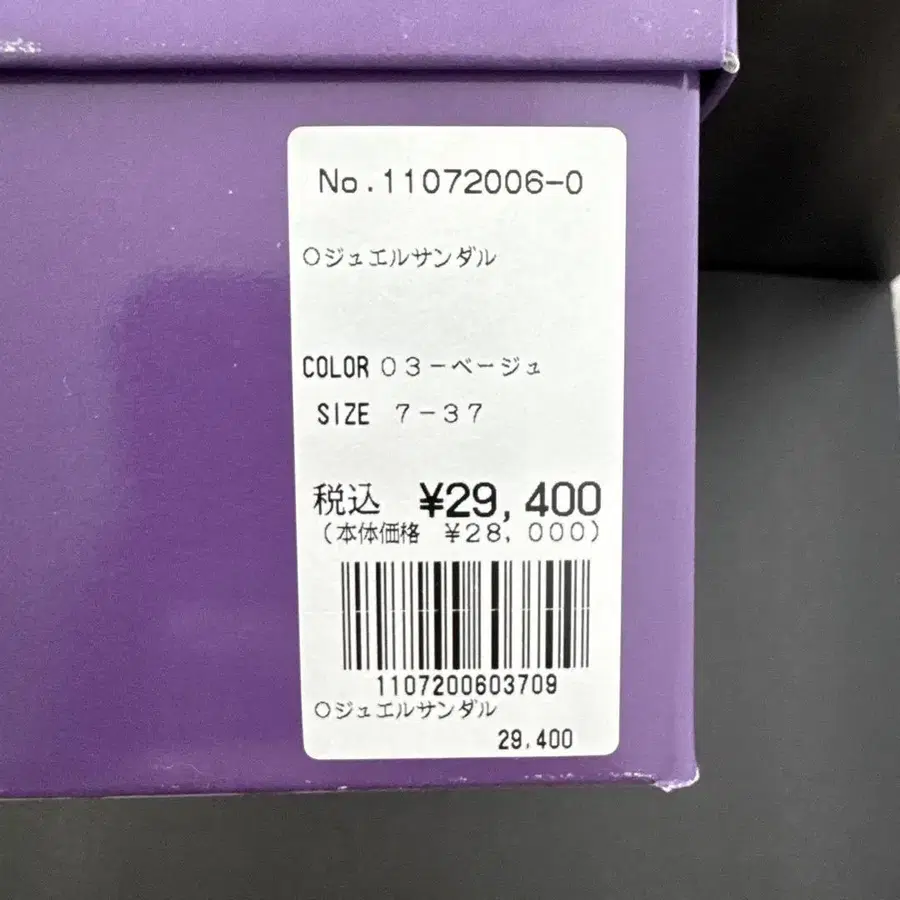 No.11072006-0
○ジュエルサンダル
COLOR 03-ベージュ
SIZE 7-37
税込 ¥29,400
(本体価格 ¥28,000)
1107200603709
○ジュエルサンダル
29,400